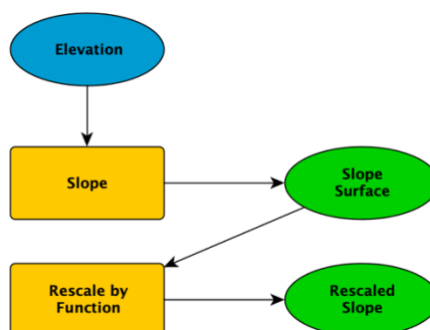 Elevation
Slope
Slope
Surface
Rescale by
Function
Rescaled
Slope